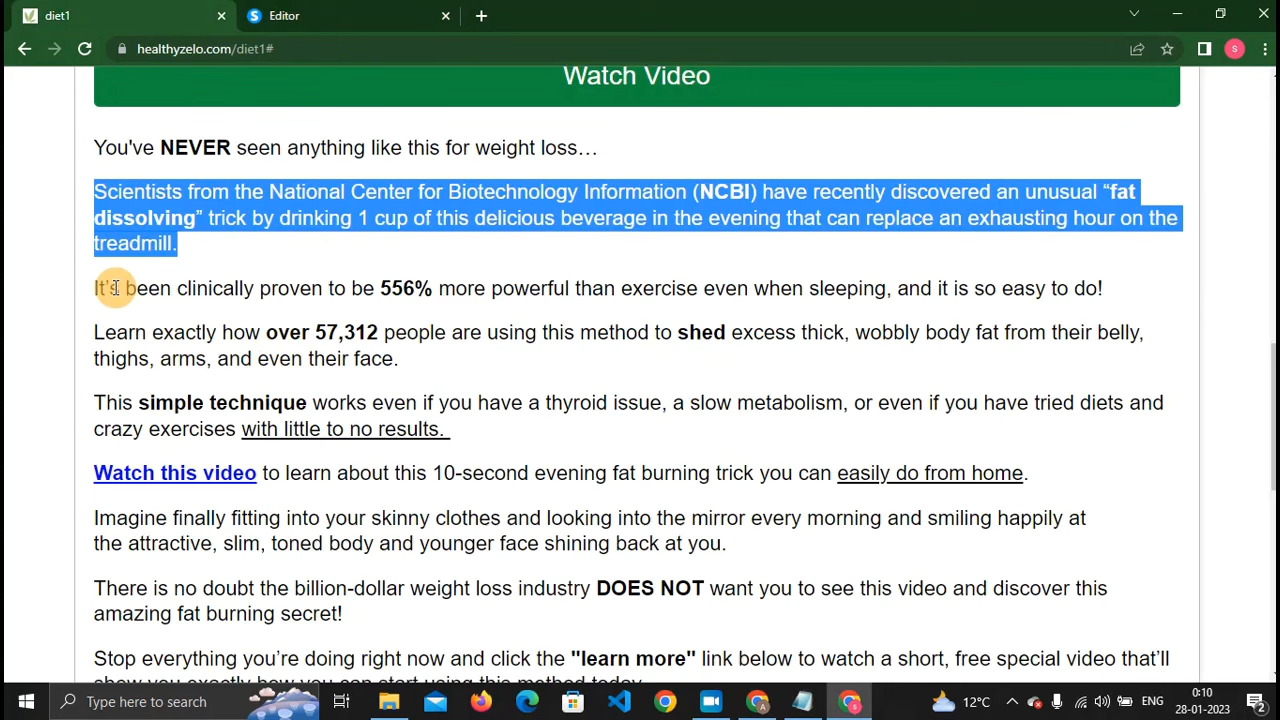 diet1
Editor
healthyzelo.com/diet1#
S
Watch Video
You've NEVER seen anything like this for weight loss…
Scientists from the National Center for Biotechnology Information (NCBI) have recently discovered an unusual “fat
dissolving” trick by drinking 1 cup of this delicious beverage in the evening that can replace an exhausting hour on the
treadmill.
It’s been clinically proven to be 556% more powerful than exercise even when sleeping, and it is so easy to do!
Learn exactly how over 57,312 people are using this method to shed excess thick, wobbly body fat from their belly,
thighs, arms, and even their face.
This simple technique works even if you have a thyroid issue, a slow metabolism, or even if you have tried diets and
crazy exercises with little to no results.
Watch this video to learn about this 10-second evening fat burning trick you can easily do from home.
Imagine finally fitting into your skinny clothes and looking into the mirror every morning and smiling happily at
the attractive, slim, toned body and younger face shining back at you.
There is no doubt the billion-dollar weight loss industry DOES NOT want you to see this video and discover this
amazing fat burning secret!
Stop everything you’re doing right now and click the "learn more" link below to watch a short, free special video that’ll
show you exactly how you can start using this method today.
Type here to search
12°C
ENG
0:10
28-01-2023
2